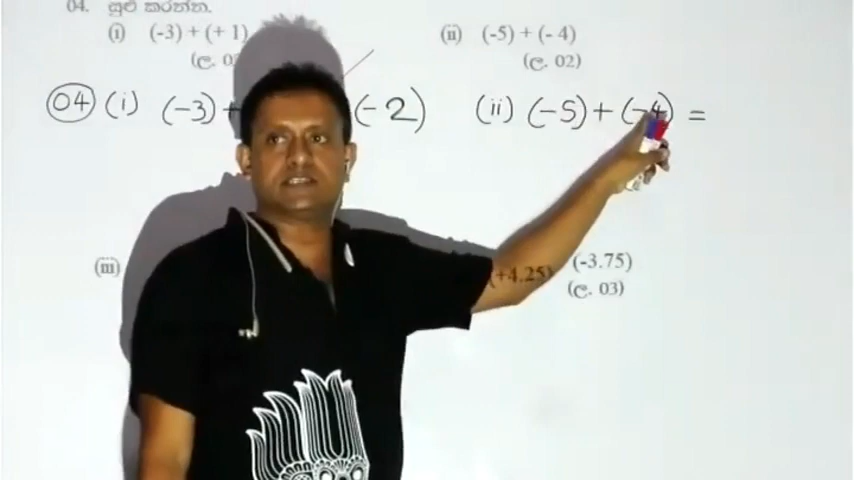 04. සුළු කරන්න.
(i) (-3) + (+ 1) (ii) (-5) + (- 4)
(ල. 0 (ල. 02)
04 (i) (-3) + (-2) (ii) (-5) + (-4) =
(iii) (+4.25) (-3.75)
(ල. 03)